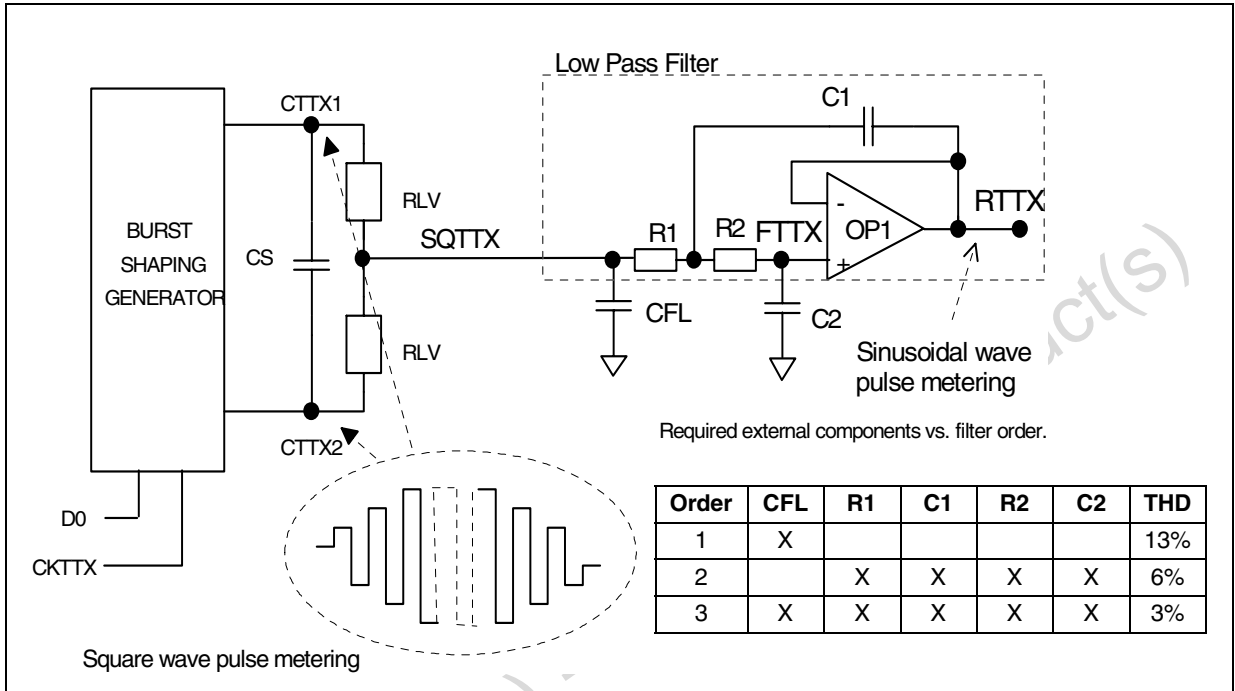 Low Pass Filter
CTTX1
C1
BURST
SHAPING
GENERATOR
CS
RLV
SQTTX
R1
R2
FTTX
-
+
OP1
RTTX
CFL
C2
RLV
Sinusoidal wave
pulse metering
CTTX2
Required external components vs. filter order.
D0
CKTTX
Order CFL R1 C1 R2 C2 THD
1 X 13%
2 X X X X 6%
3 X X X X X 3%
Square wave pulse metering